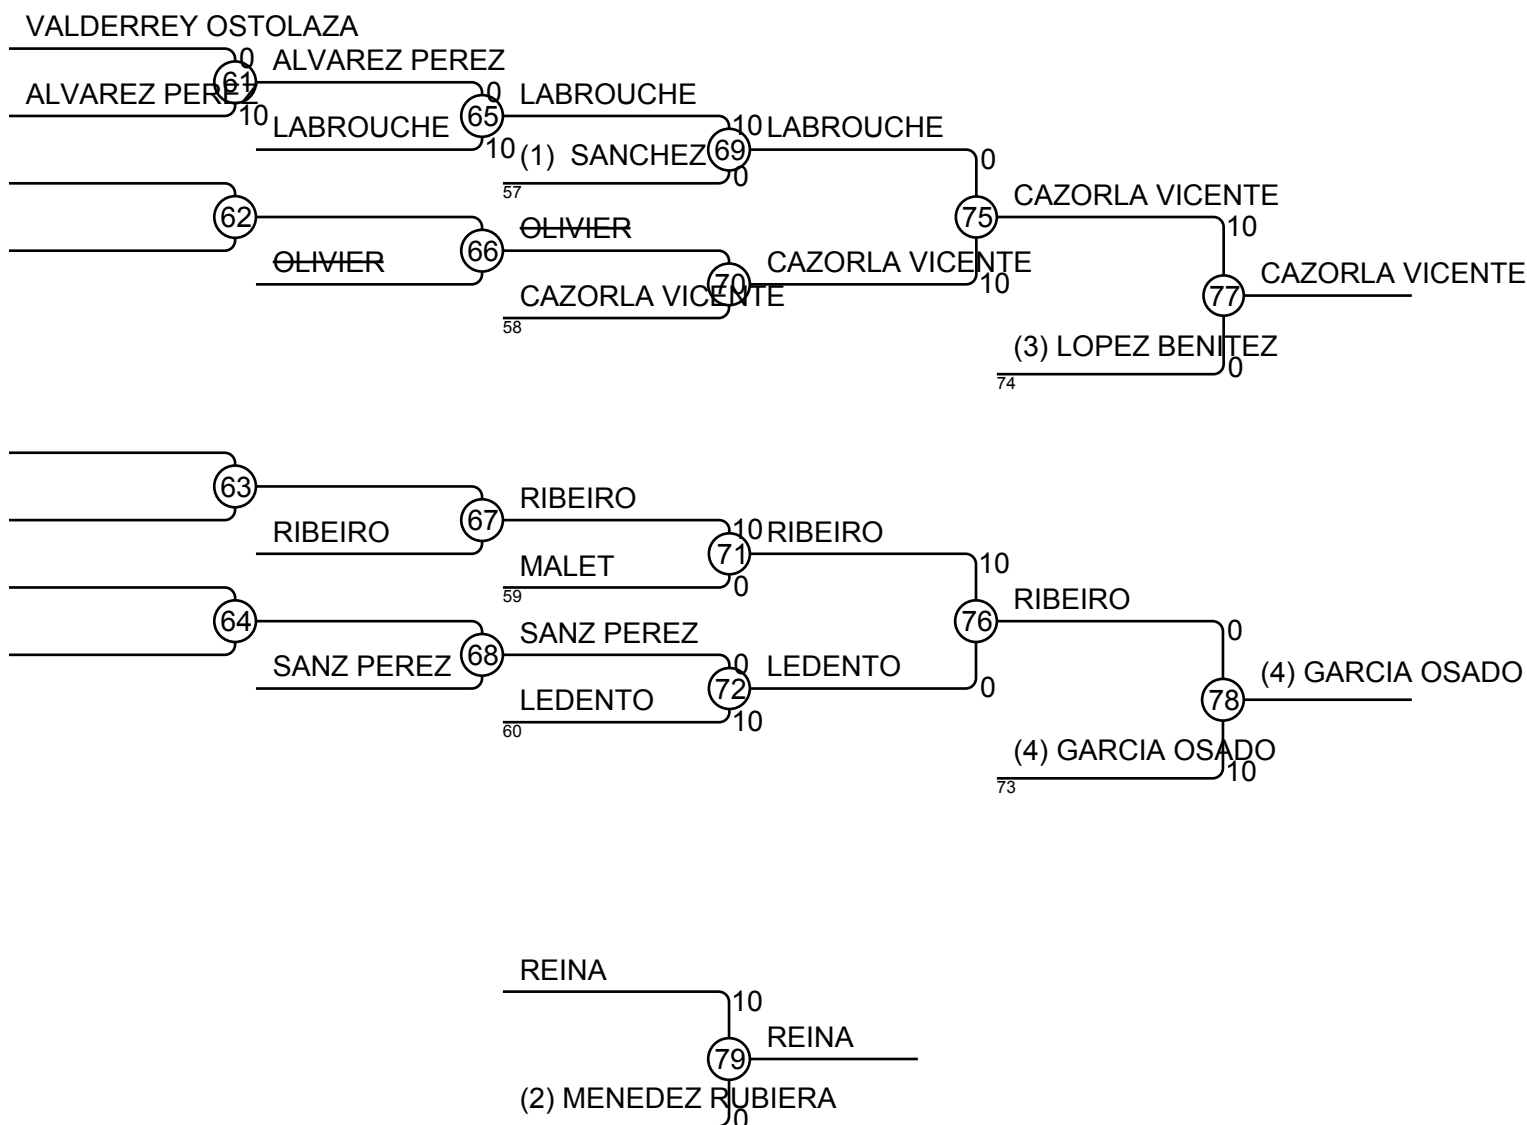 VALDERREY OSTOLAZA
0
61
ALVAREZ PEREZ
ALVAREZ PEREZ
10
0
65
LABROUCHE
10
LABROUCHE
10
69
(1) SANCHEZ
0
57
LABROUCHE
0
62
66
OLIVIER
OLIVIER
70
CAZORLA VICENTE
58
CAZORLA VICENTE
10
75
CAZORLA VICENTE
10
77
CAZORLA VICENTE
(3) LOPEZ BENITEZ
0
74
63
67
RIBEIRO
RIBEIRO
10
71
MALET
0
59
RIBEIRO
10
64
68
SANZ PEREZ
SANZ PEREZ
0
72
LEDENTO
10
60
LEDENTO
0
76
RIBEIRO
0
78
(4) GARCIA OSADO
(4) GARCIA OSADO
10
73
REINA
10
79
REINA
(2) MENEDEZ RUBIERA
0